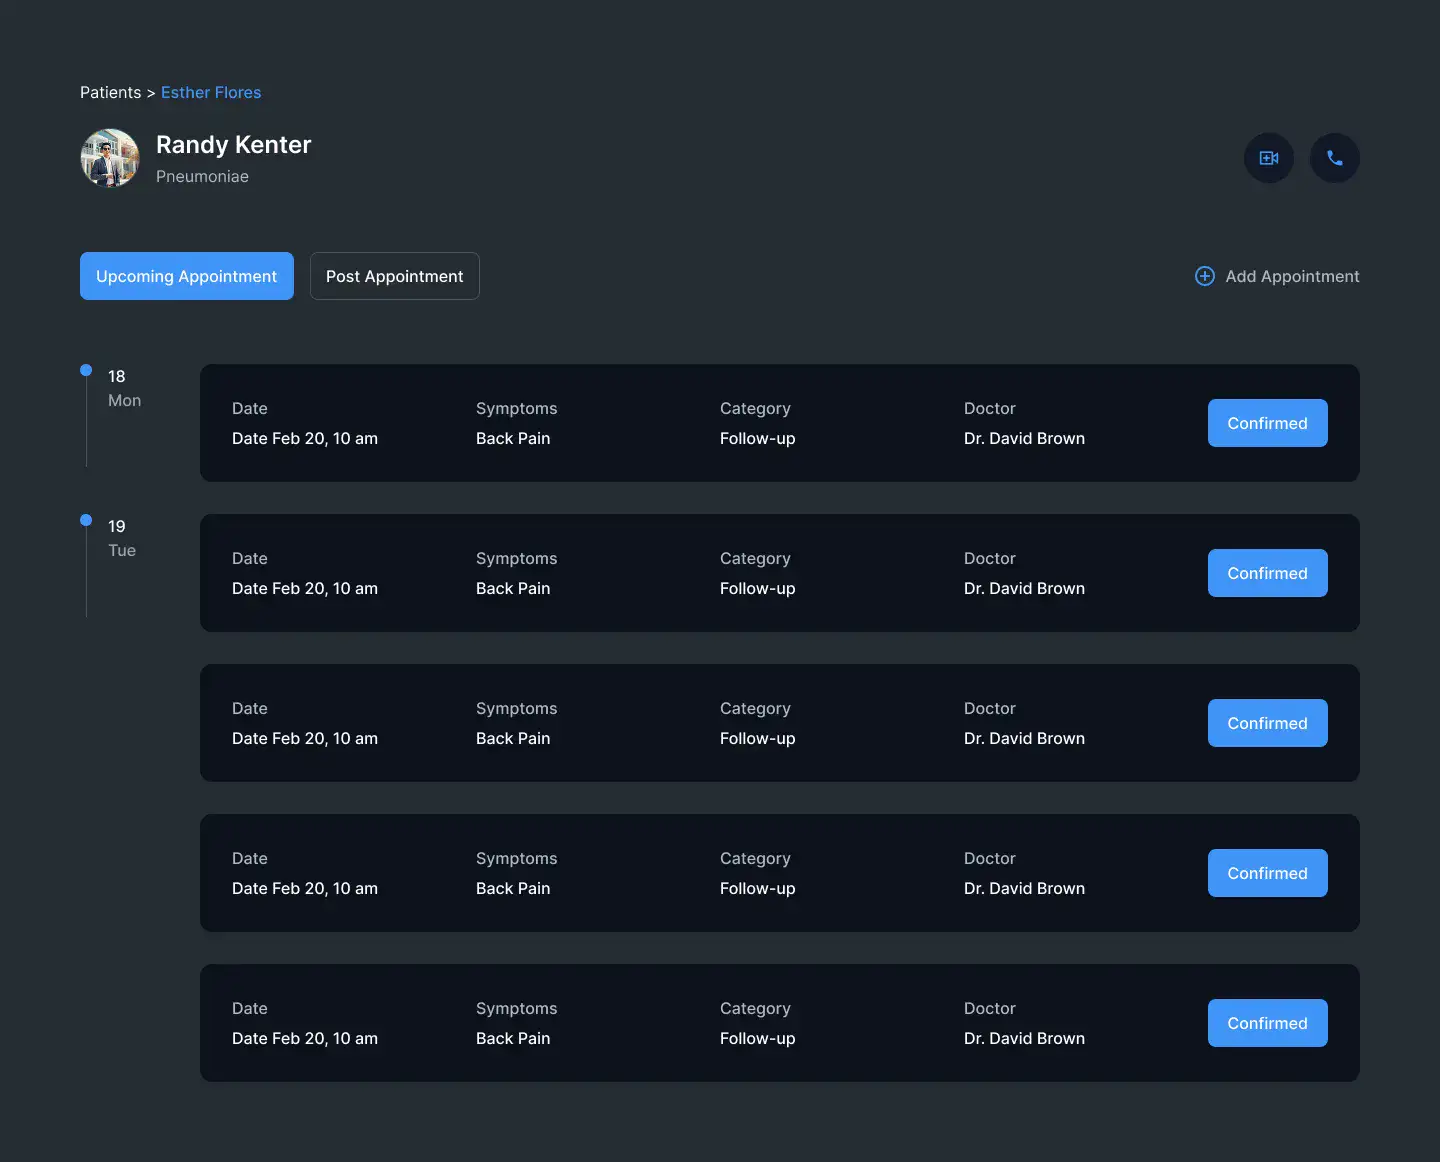 Patients > Esther Flores
Randy Kenter
Pneumoniae
Upcoming Appointment
Post Appointment
Add Appointment
18
Mon
Date
Date Feb 20, 10 am
Symptoms
Back Pain
Category
Follow-up
Doctor
Dr. David Brown
Confirmed
19
Tue
Date
Date Feb 20, 10 am
Symptoms
Back Pain
Category
Follow-up
Doctor
Dr. David Brown
Confirmed
Date
Date Feb 20, 10 am
Symptoms
Back Pain
Category
Follow-up
Doctor
Dr. David Brown
Confirmed
Date
Date Feb 20, 10 am
Symptoms
Back Pain
Category
Follow-up
Doctor
Dr. David Brown
Confirmed
Date
Date Feb 20, 10 am
Symptoms
Back Pain
Category
Follow-up
Doctor
Dr. David Brown
Confirmed